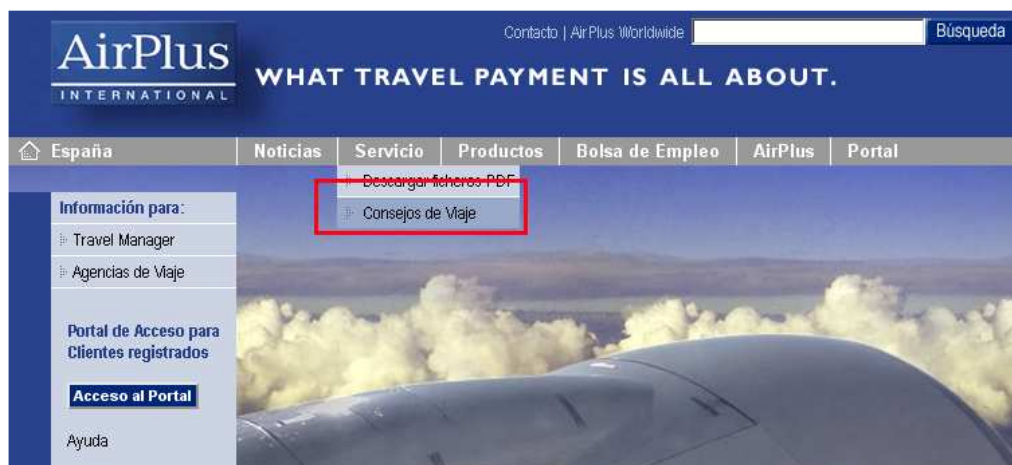 Contacto | AirPlus Worldwide
Búsqueda
AirPlus
INTERNATIONAL
WHAT TRAVEL PAYMENT IS ALL ABOUT.
España
Noticias
Servicio
Productos
Bolsa de Empleo
AirPlus
Portal
Descargar ficheros PDF
Consejos de Viaje
Información para:
Travel Manager
Agencias de Viaje
Portal de Acceso para
Clientes registrados
Acceso al Portal
Ayuda